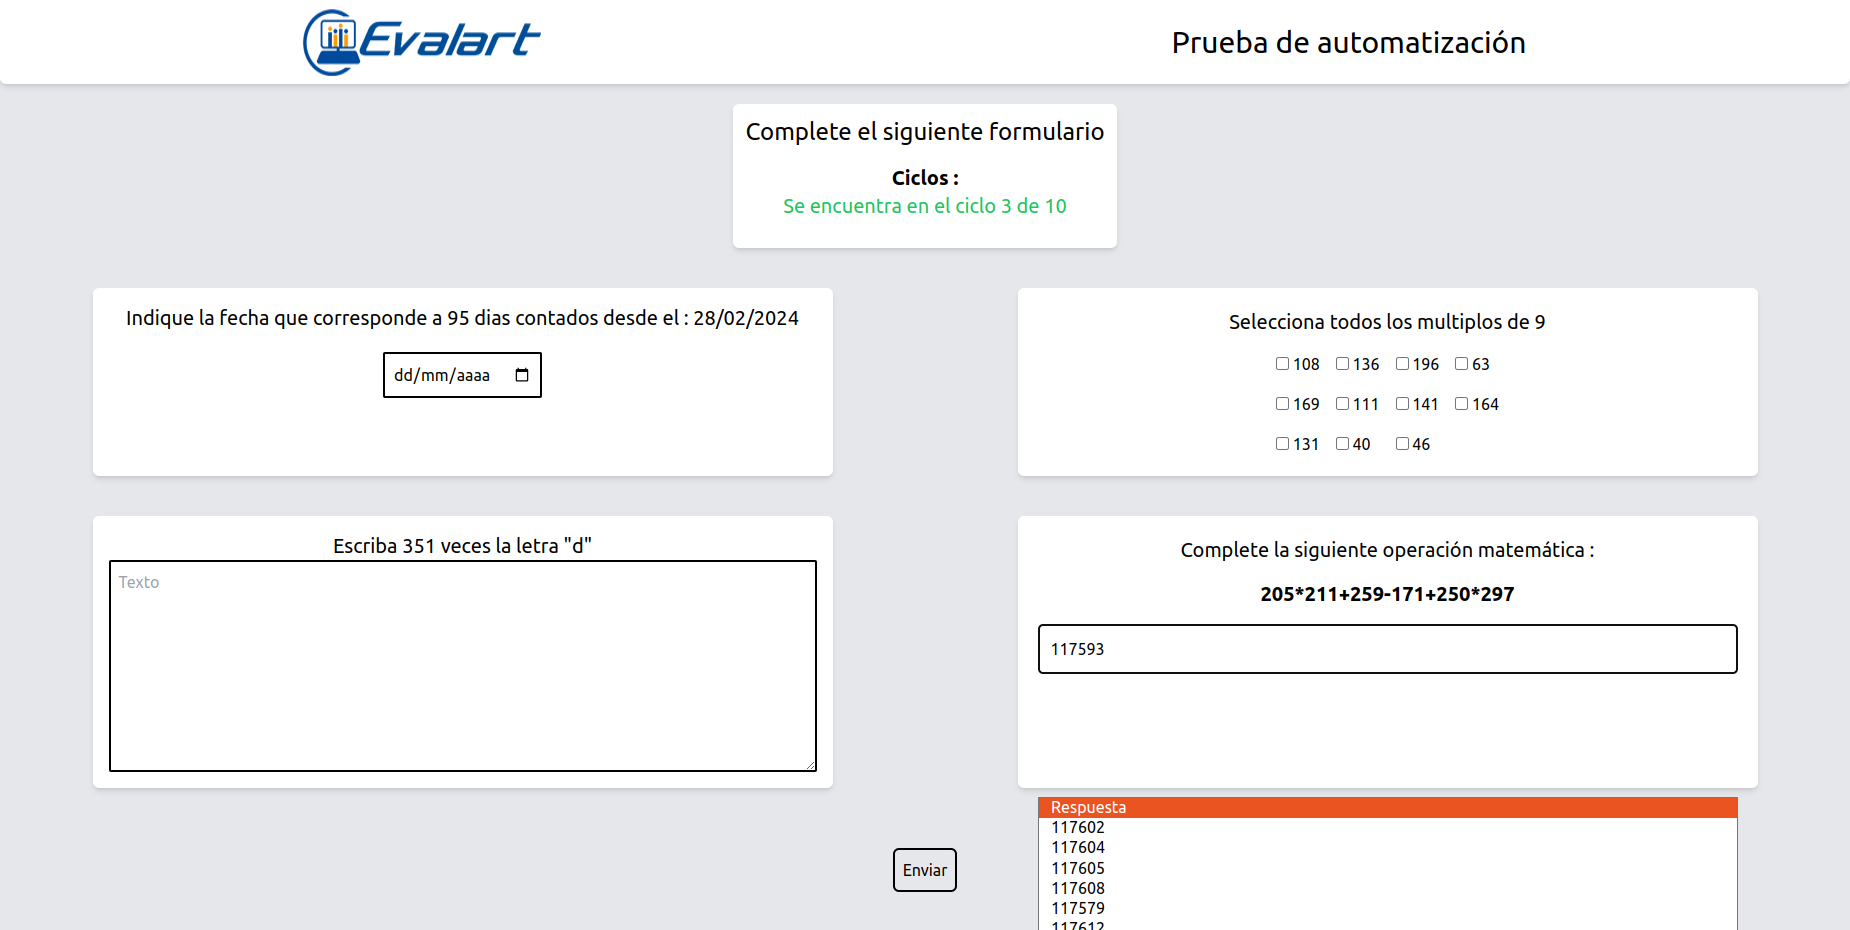 Evalart
Prueba de automatización
Complete el siguiente formulario
Ciclos :
Se encuentra en el ciclo 3 de 10
Indique la fecha que corresponde a 95 dias contados desde el : 28/02/2024
dd/mm/aaaa
Selecciona todos los multiplos de 9
108 136 196 63
169 111 141 164
131 40 46
Escriba 351 veces la letra "d"
Texto
Complete la siguiente operación matemática :
205*211+259-171+250*297
117593
Respuesta
117602
117604
117605
117608
117579
117612
Enviar